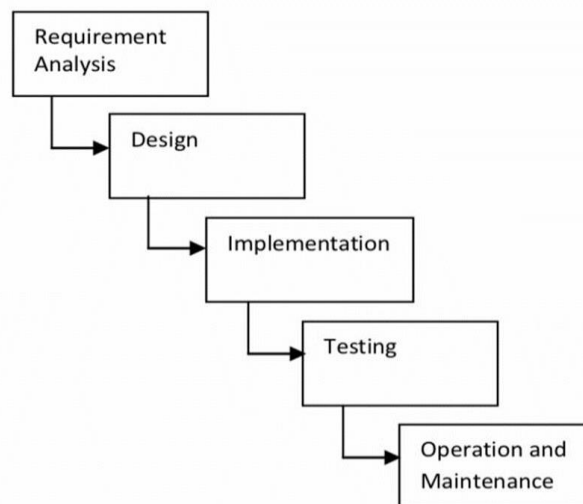 Requirement
Analysis
Design
Implementation
Testing
Operation and
Maintenance